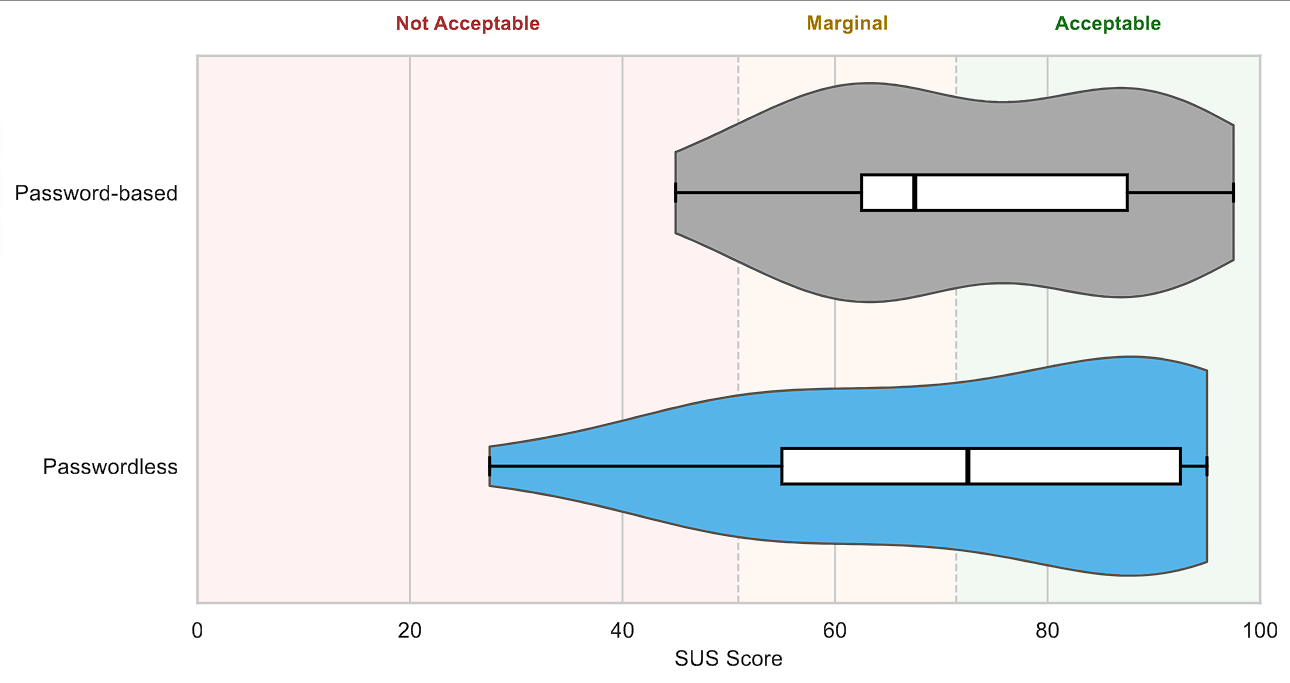 Not Acceptable Marginal Acceptable
Password-based
Passwordless
0 20 40 60 80 100
SUS Score